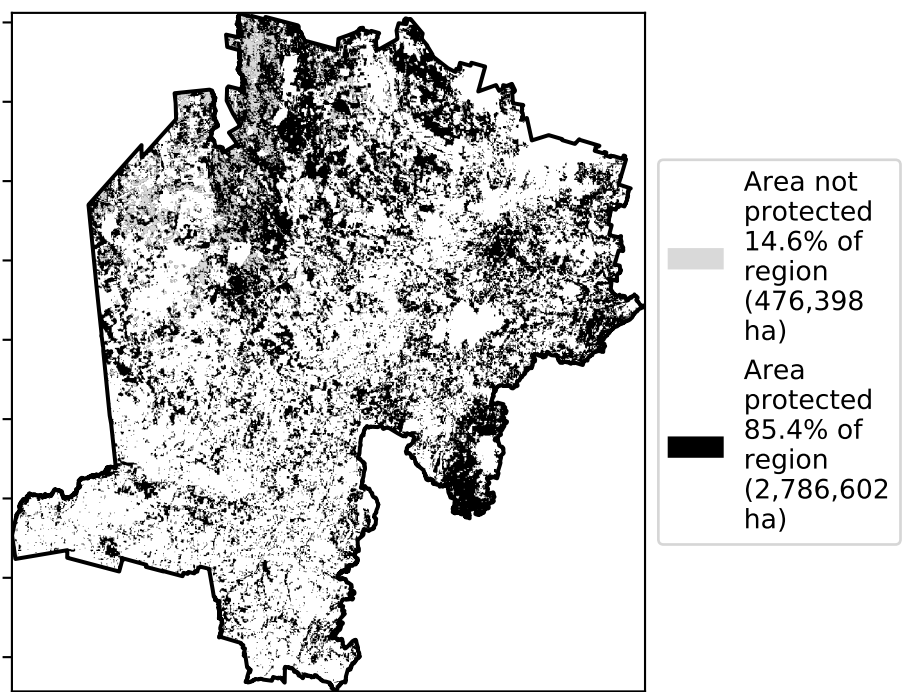 Area not
protected
14.6% of
region
(476,398
ha)
Area
protected
85.4% of
region
(2,786,602
ha)